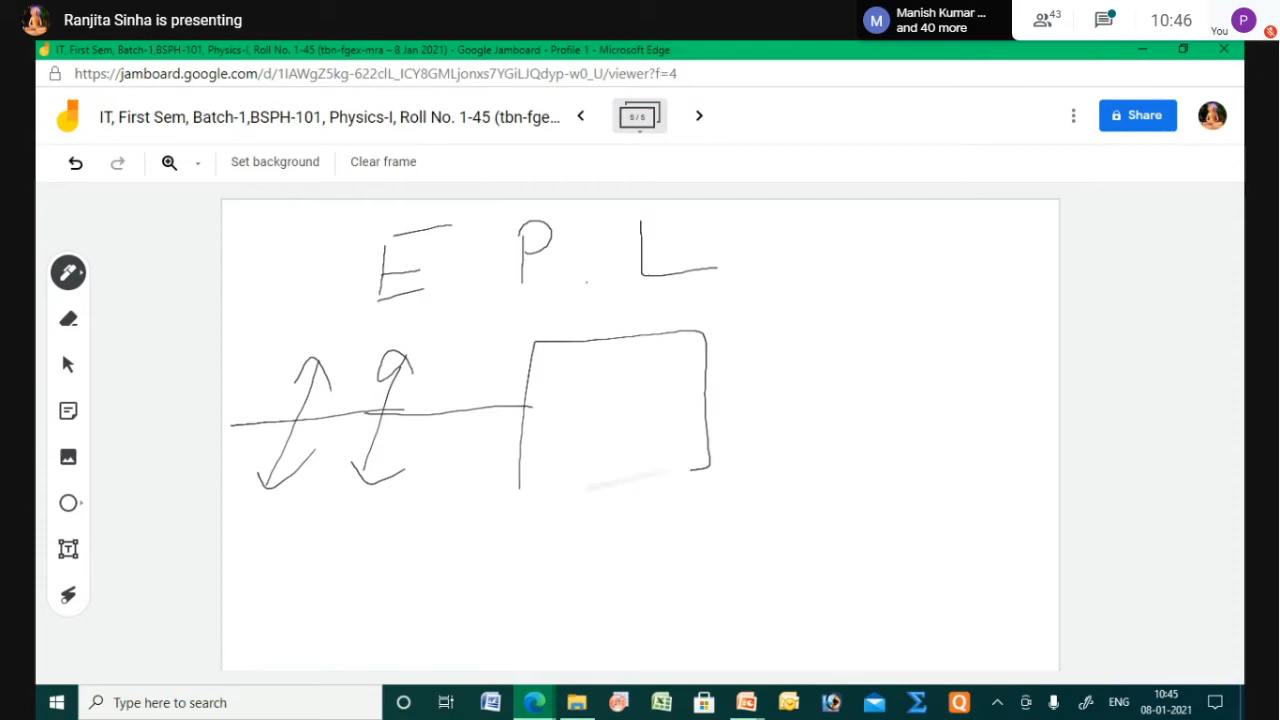 Ranjita Sinha is presenting
M
Manish Kumar ...
and 40 more
43
10:46
You
P
IT, First Sem, Batch-1.BSPH-101, Physics-I, Roll No. 1-45 (tbn-fgex-mra – 8 Jan 2021) - Google Jamboard - Profile 1 - Microsoft Edge
https://jamboard.google.com/d/1IAWgZ5kg-622clL_ICY8GMLjonxs7YGiLJQdyp-w0_U/viewer?f=4
IT, First Sem, Batch-1,BSPH-101, Physics-I, Roll No. 1-45 (tbn-fge...
5 / 5
Share
Set background
Clear frame
E P. L
Type here to search
ENG
10:45
08-01-2021